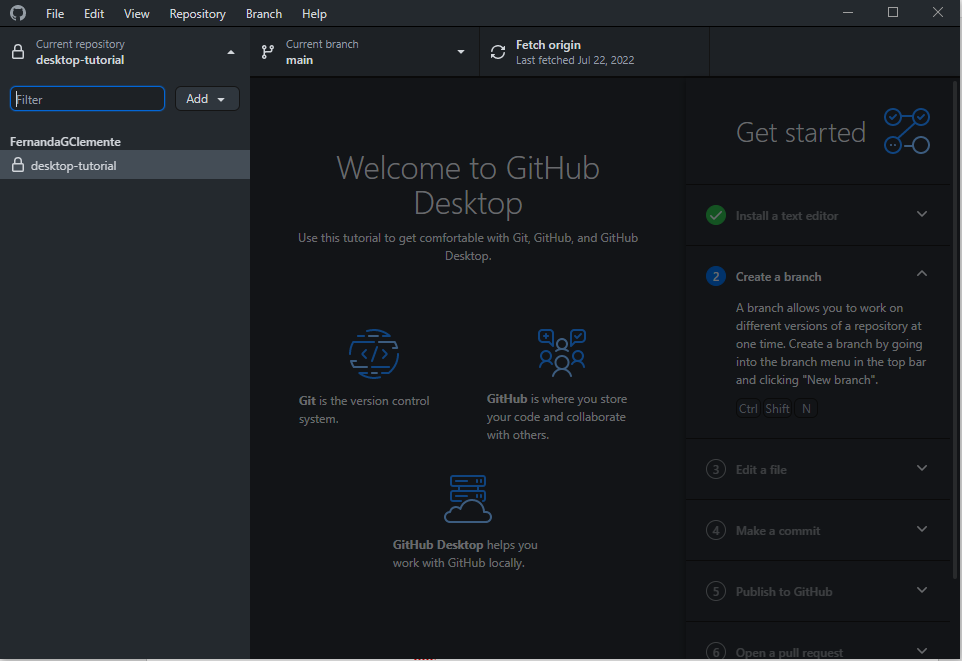 File Edit View Repository Branch Help
Current repository
desktop-tutorial
Current branch
main
Fetch origin
Last fetched Jul 22, 2022
Filter
Add
FernandaGClemente
desktop-tutorial
Welcome to GitHub
Desktop
Use this tutorial to get comfortable with Git, GitHub, and GitHub
Desktop.
Git is the version control
system.
GitHub is where you store
your code and collaborate
with others.
GitHub Desktop helps you
work with GitHub locally.
Get started
Install a text editor
2 Create a branch
A branch allows you to work on
different versions of a repository at
one time. Create a branch by going
into the branch menu in the top bar
and clicking "New branch".
Ctrl Shift N
3 Edit a file
4 Make a commit
5 Publish to GitHub
6 Open a pull request